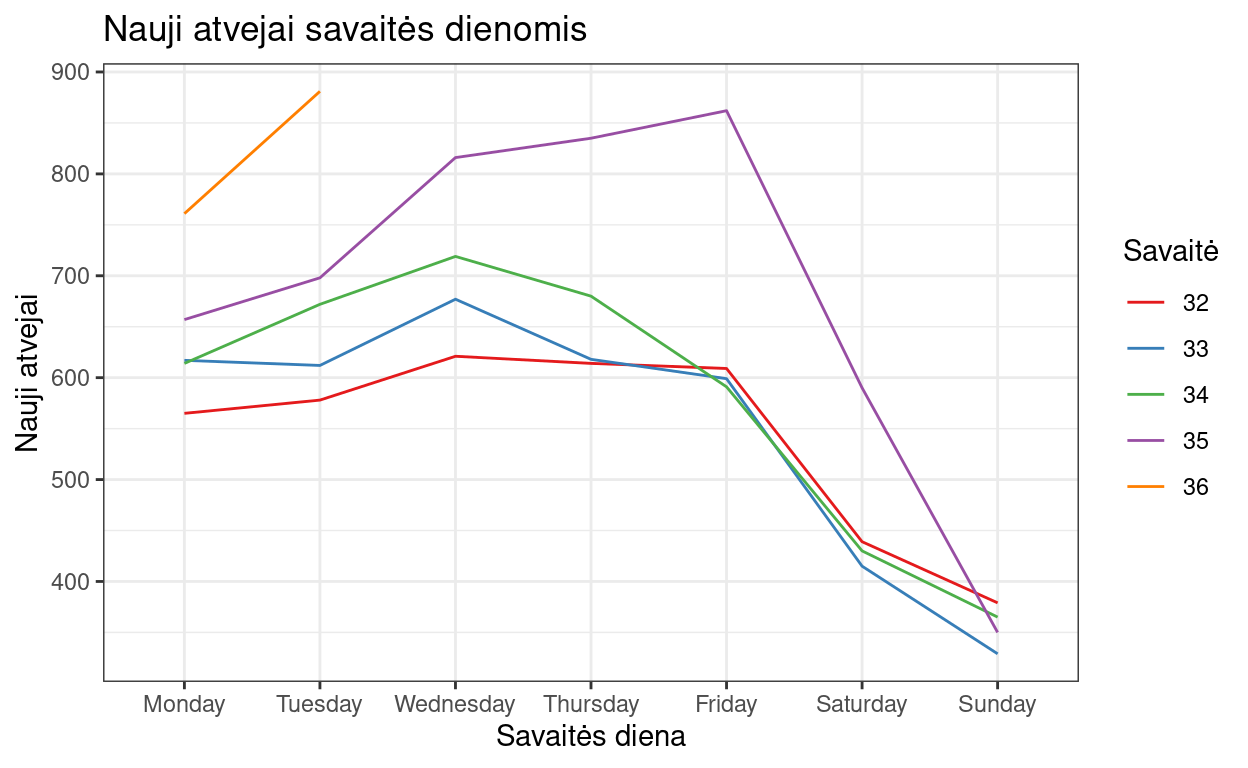 Nauji atvejai savaitės dienomis
Nauji atvejai
900
800
700
600
500
400
Monday Tuesday Wednesday Thursday Friday Saturday Sunday
Savaitės diena
Savaitė
32
33
34
35
36